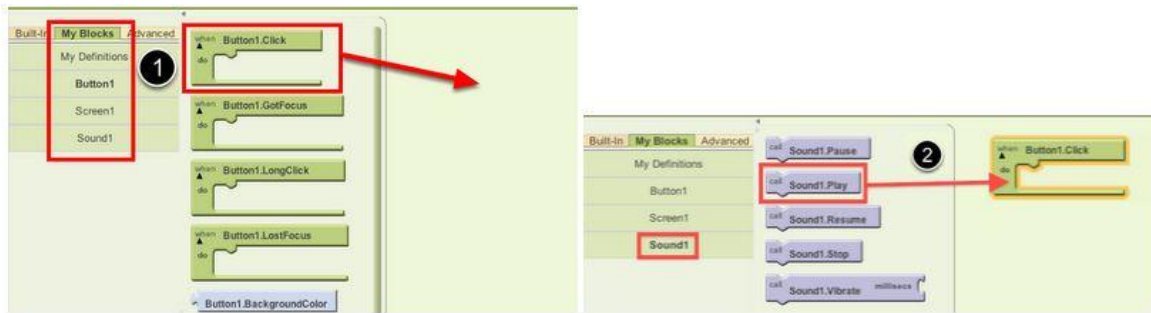 Built-In My Blocks Advanced
My Definitions
Button1
Screen1
Sound1
1
when Button1.Click
do
when Button1.GotFocus
do
when Button1.LongClick
do
when Button1.LostFocus
do
Button1.BackgroundColor
Built-In My Blocks Advanced
My Definitions
Button1
Screen1
Sound1
call Sound1.Pause
call Sound1.Play
call Sound1.Resume
call Sound1.Stop
call Sound1.Vibrate millisecs
2
when Button1.Click
do